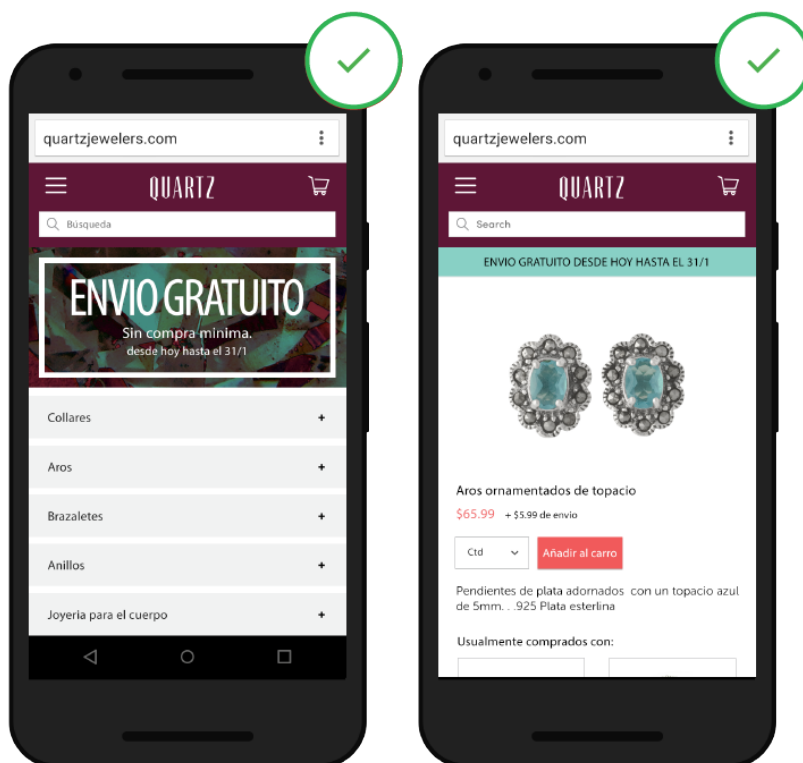 quartzjewelers.com
QUARTZ
Búsqueda
ENVIO GRATUITO
Sin compra minima.
desde hoy hasta el 31/1
Collares +
Aros +
Brazaletes +
Anillos +
Joyeria para el cuerpo +
quartzjewelers.com
QUARTZ
Search
ENVIO GRATUITO DESDE HOY HASTA EL 31/1
Aros ornamentados de topacio
$65.99 + $5.99 de envio
Ctd Añadir al carro
Pendientes de plata adornados con un topacio azul
de 5mm. . .925 Plata esterlina
Usualmente comprados con: